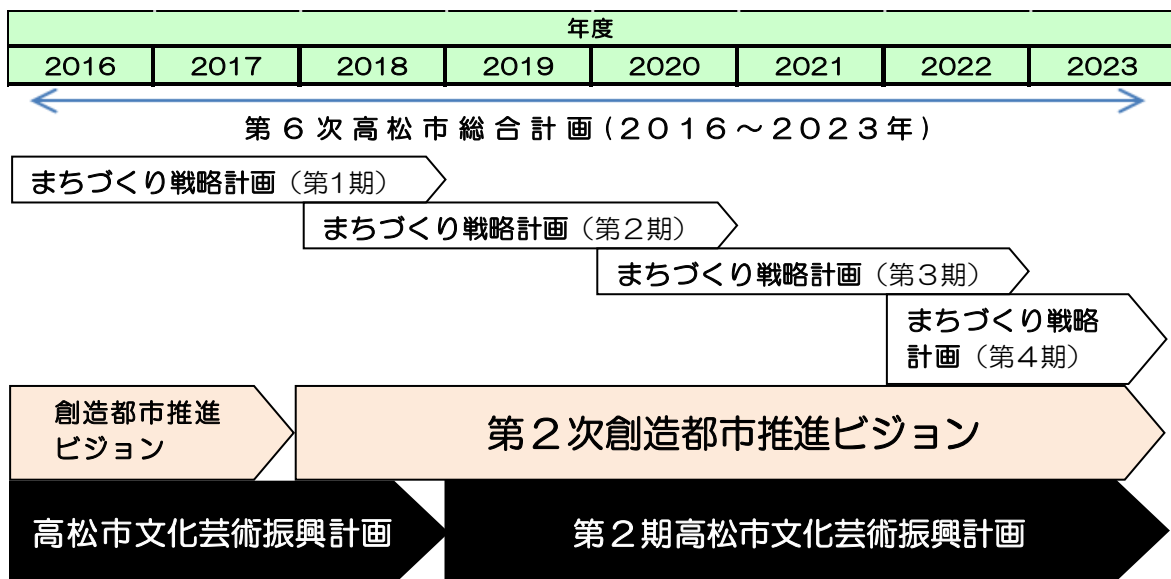 年度
2016 2017 2018 2019 2020 2021 2022 2023
第6次高松市総合計画(2016～2023年)
まちづくり戦略計画（第1期）
まちづくり戦略計画（第2期）
まちづくり戦略計画（第3期）
まちづくり戦略
計画（第4期）
創造都市推進
ビジョン
第2次創造都市推進ビジョン
高松市文化芸術振興計画
第2期高松市文化芸術振興計画